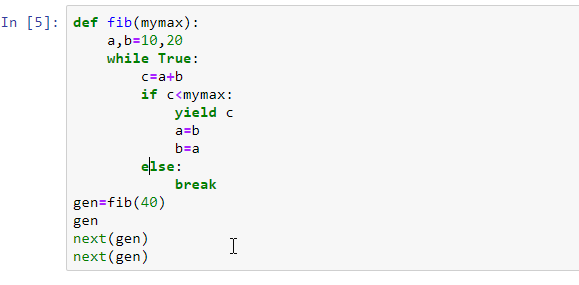 In [5]: def fib(mymax):
    a,b=10,20
    while True:
        c=a+b
        if c<mymax:
            yield c
            a=b
            b=a
        else:
            break
gen=fib(40)
gen
next(gen)
next(gen)